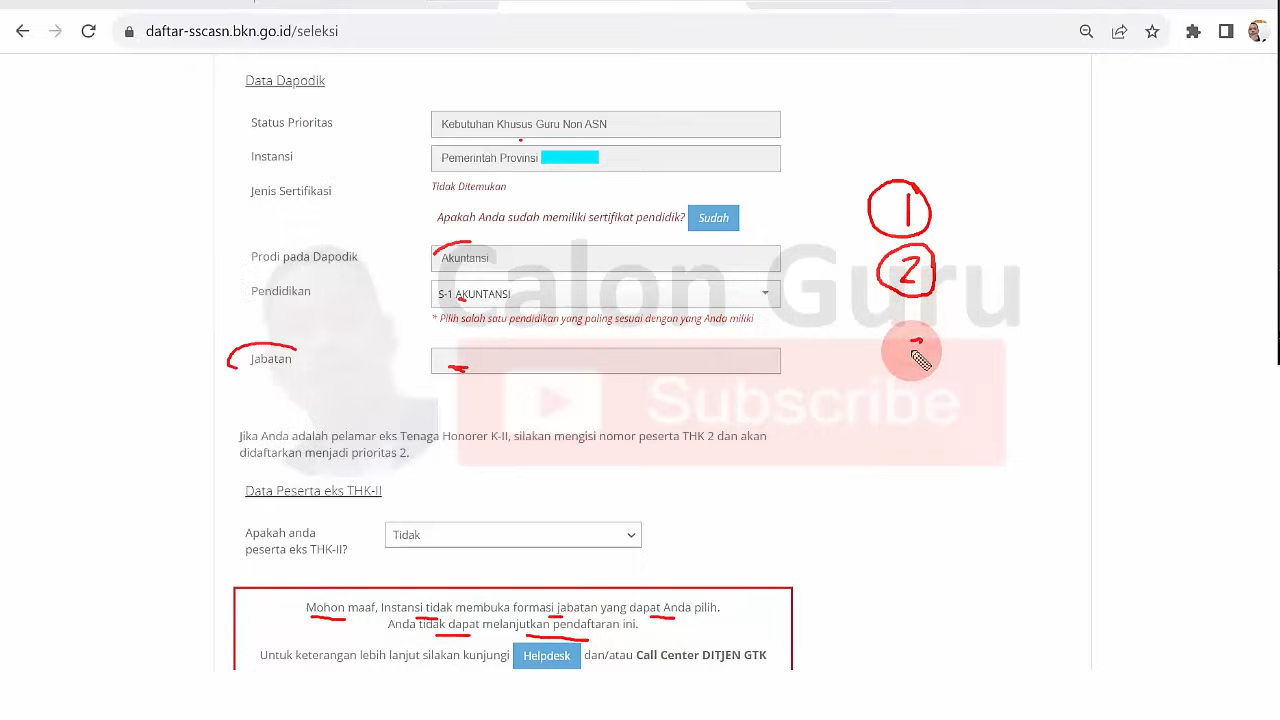 daftar-sscasn.bkn.go.id/seleksi
Data Dapodik
Status Prioritas
Kebutuhan Khusus Guru Non ASN
Instansi
Pemerintah Provinsi
Jenis Sertifikasi
Tidak Ditemukan
Apakah Anda sudah memiliki sertifikat pendidik? Sudah
1
Prodi pada Dapodik
Akuntansi
2
Calon Guru
Pendidikan
S-1 AKUNTANSI
* Pilih salah satu pendidikan yang paling sesuai dengan yang Anda miliki
Jabatan
Subscribe
Jika Anda adalah pelamar eks Tenaga Honorer K-II, silakan mengisi nomor peserta THK 2 dan akan
didaftarkan menjadi prioritas 2.
Data Peserta eks THK-II
Apakah anda
peserta eks THK-II?
Tidak
Mohon maaf, Instansi tidak membuka formasi jabatan yang dapat Anda pilih.
Anda tidak dapat melanjutkan pendaftaran ini.
Untuk keterangan lebih lanjut silakan kunjungi Helpdesk dan/atau Call Center DITJEN GTK